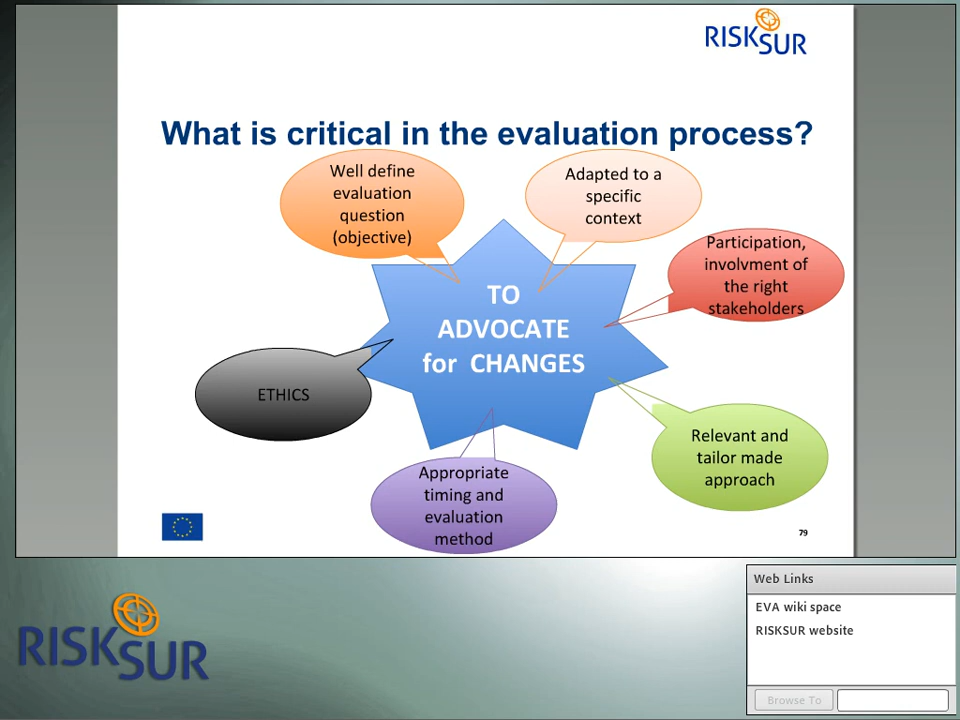 RISKSUR
What is critical in the evaluation process?
Well define
evaluation
question
(objective)
Adapted to a
specific
context
Participation,
involvment of
the right
stakeholders
TO
ADVOCATE
for CHANGES
ETHICS
Relevant and
tailor made
approach
Appropriate
timing and
evaluation
method
79
RISKSUR
Web Links
EVA wiki space
RISKSUR website
Browse To